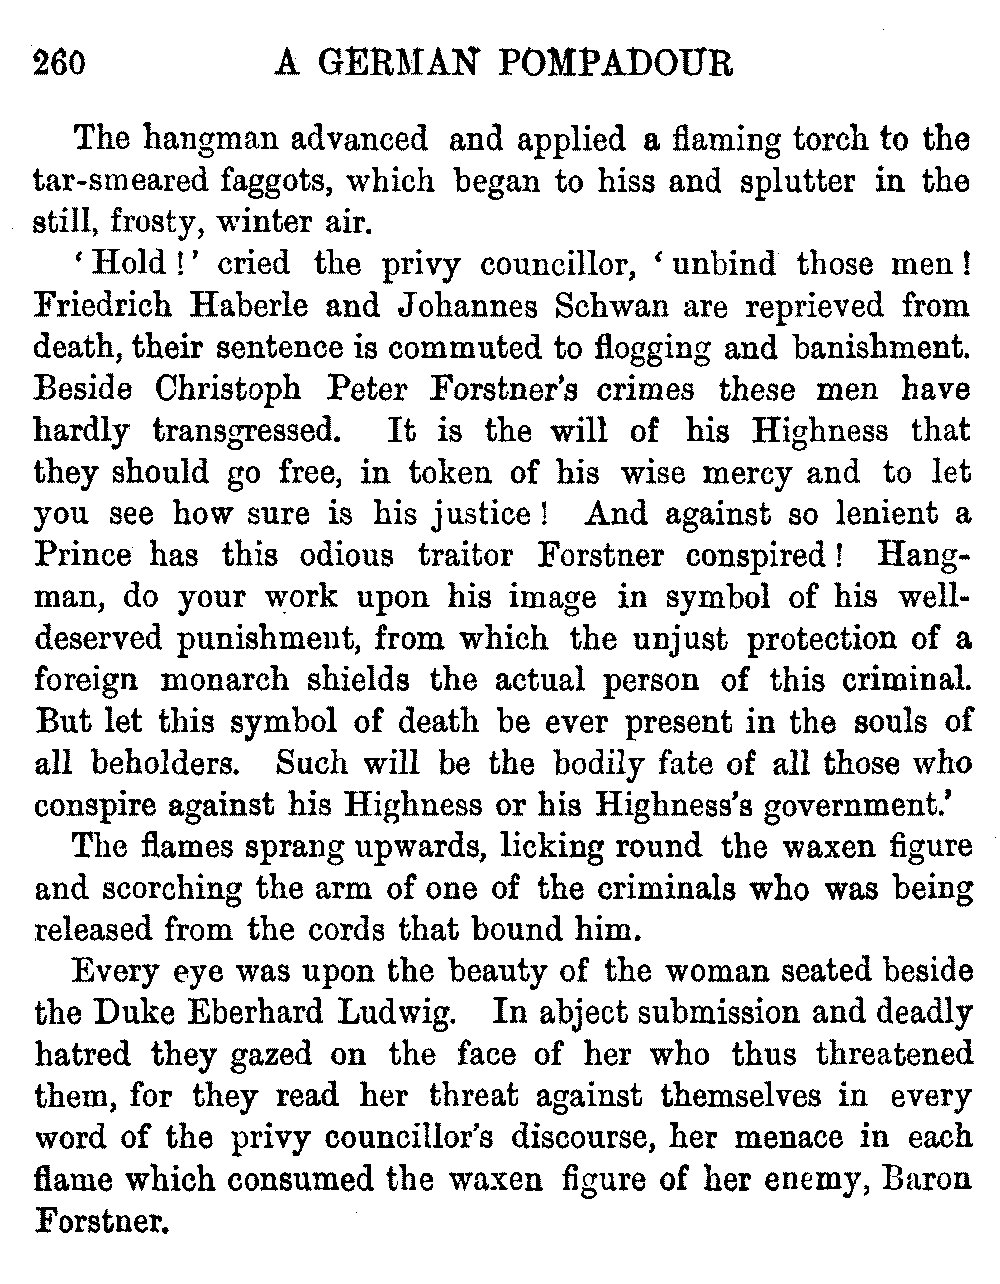 260 A GERMAN POMPADOUR
The hangman advanced and applied a flaming torch to the
tar-smeared faggots, which began to hiss and splutter in the
still, frosty, winter air.
‘Hold!’ cried the privy councillor, ‘unbind those men!
Friedrich Haberle and Johannes Schwan are reprieved from
death, their sentence is commuted to flogging and banishment.
Beside Christoph Peter Forstner’s crimes these men have
hardly transgressed. It is the will of his Highness that
they should go free, in token of his wise mercy and to let
you see how sure is his justice! And against so lenient a
Prince has this odious traitor Forstner conspired! Hang-
man, do your work upon his image in symbol of his well-
deserved punishment, from which the unjust protection of a
foreign monarch shields the actual person of this criminal.
But let this symbol of death be ever present in the souls of
all beholders. Such will be the bodily fate of all those who
conspire against his Highness or his Highness’s government.’
The flames sprang upwards, licking round the waxen figure
and scorching the arm of one of the criminals who was being
released from the cords that bound him.
Every eye was upon the beauty of the woman seated beside
the Duke Eberhard Ludwig. In abject submission and deadly
hatred they gazed on the face of her who thus threatened
them, for they read her threat against themselves in every
word of the privy councillor’s discourse, her menace in each
flame which consumed the waxen figure of her enemy, Baron
Forstner.